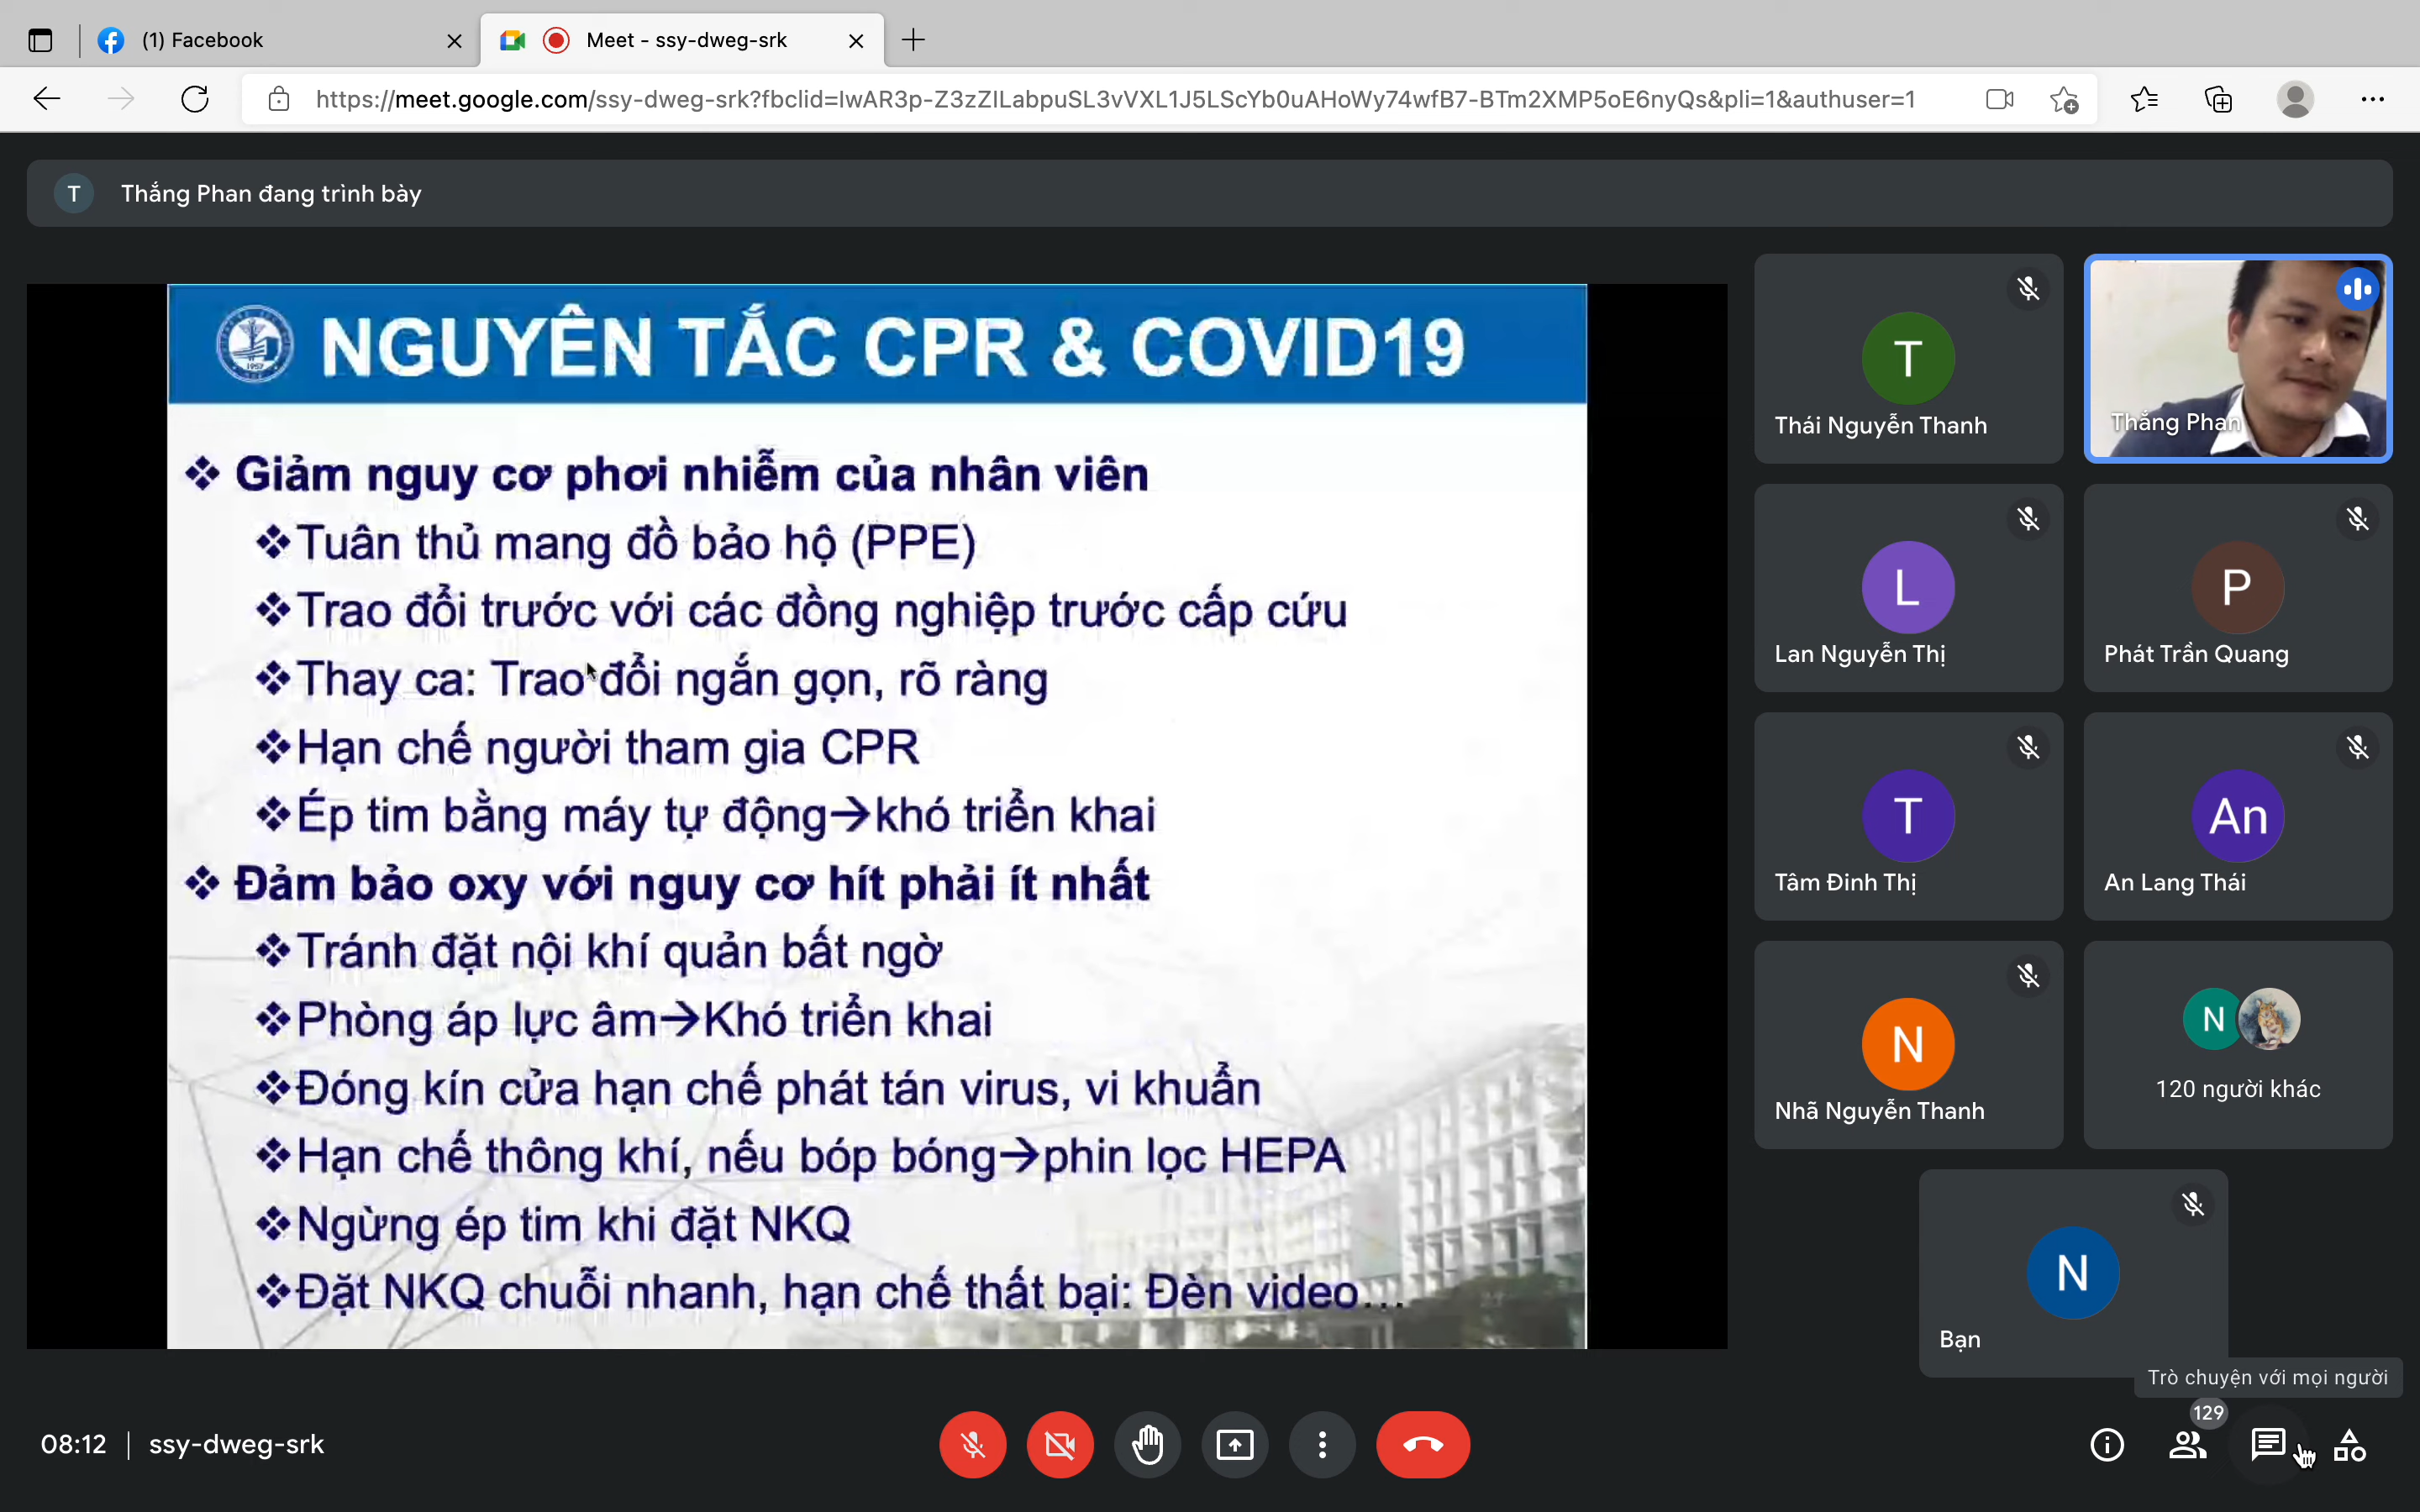 (1) Facebook
Meet - ssy-dweg-srk
https://meet.google.com/ssy-dweg-srk?fbclid=IwAR3p-Z3zZILabpuSL3vVXL1J5LScYb0uAHoWy74wfB7-BTm2XMP5oE6nyQs&pli=1&authuser=1
T Thắng Phan đang trình bày
1957
NGUYÊN TẮC CPR & COVID19
❖ Giảm nguy cơ phơi nhiễm của nhân viên
❖Tuân thủ mang đồ bảo hộ (PPE)
❖Trao đổi trước với các đồng nghiệp trước cấp cứu
❖Thay ca: Trao đổi ngắn gọn, rõ ràng
❖Hạn chế người tham gia CPR
❖Ép tim bằng máy tự động→khó triển khai
❖ Đảm bảo oxy với nguy cơ hít phải ít nhất
❖Tránh đặt nội khí quản bất ngờ
❖Phòng áp lực âm→Khó triển khai
❖Đóng kín cửa hạn chế phát tán virus, vi khuẩn
❖Hạn chế thông khí, nếu bóp bóng→phin lọc HEPA
❖Ngừng ép tim khi đặt NKQ
❖Đặt NKQ chuỗi nhanh, hạn chế thất bại: Đèn video...
T
Thái Nguyễn Thanh
Thắng Phan
L
Lan Nguyễn Thị
P
Phát Trần Quang
T
Tâm Đinh Thị
An
An Lang Thái
N
Nhã Nguyễn Thanh
N
120 người khác
N
Bạn
Trò chuyện với mọi người
129
08:12 | ssy-dweg-srk